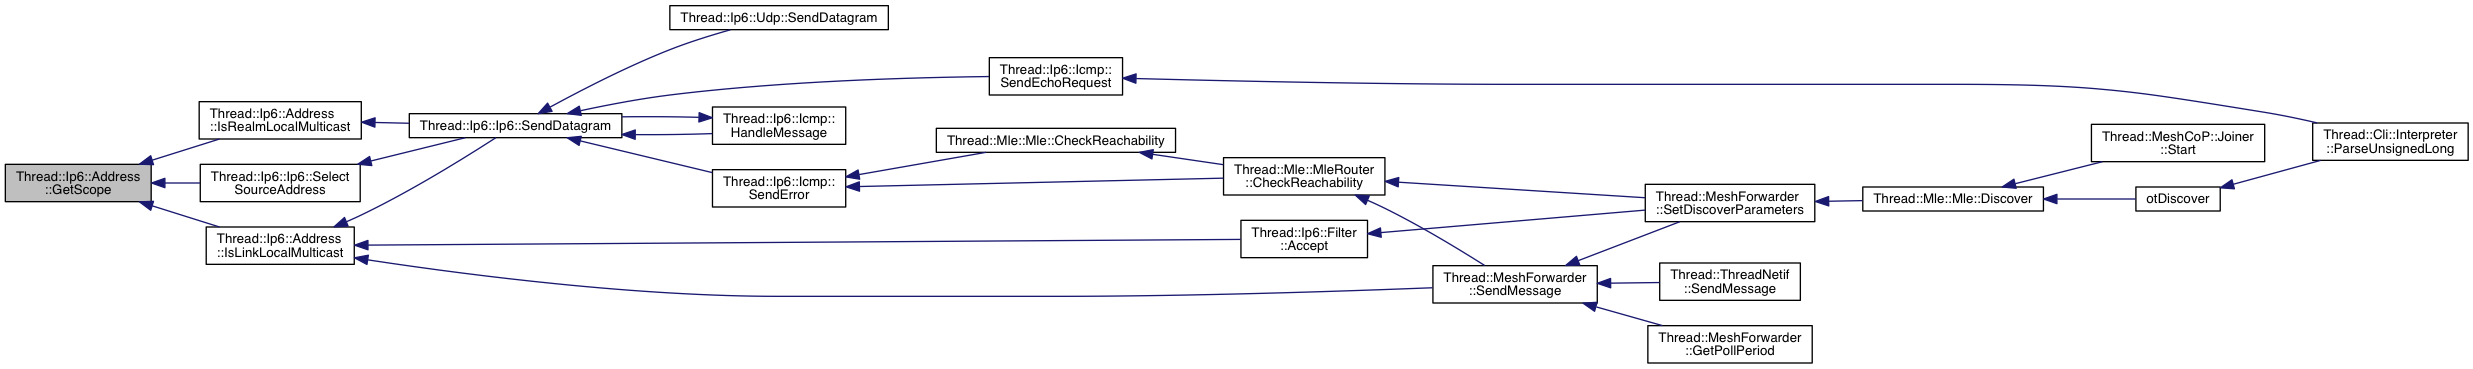 Thread::Ip6::Address
::GetScope
Thread::Ip6::Address
::IsRealmLocalMulticast
Thread::Ip6::Ip6::Select
SourceAddress
Thread::Ip6::Address
::IsLinkLocalMulticast
Thread::Ip6::Ip6::SendDatagram
Thread::Ip6::Udp::SendDatagram
Thread::Ip6::Icmp::
HandleMessage
Thread::Ip6::Icmp::
SendError
Thread::Ip6::Icmp::
SendEchoRequest
Thread::Mle::Mle::CheckReachability
Thread::Mle::MleRouter
::CheckReachability
Thread::Ip6::Filter
::Accept
Thread::MeshForwarder
::SendMessage
Thread::MeshForwarder
::SetDiscoverParameters
Thread::ThreadNetif
::SendMessage
Thread::MeshForwarder
::GetPollPeriod
Thread::Mle::Mle::Discover
Thread::MeshCoP::Joiner
::Start
otDiscover
Thread::Cli::Interpreter
::ParseUnsignedLong